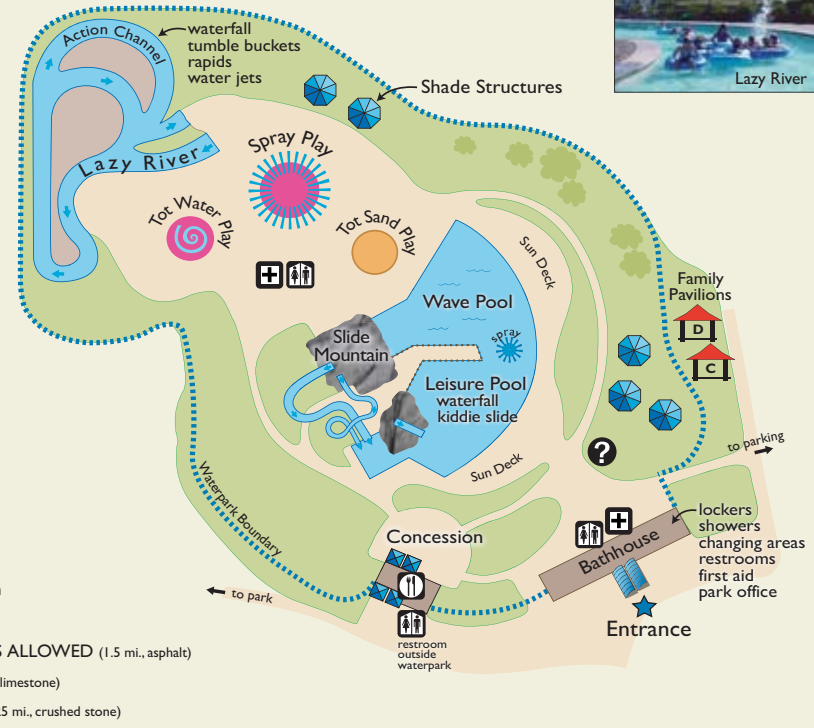 Action Channel
waterfall
tumble buckets
rapids
water jets
Lazy River
Shade Structures
Spray Play
Lazy River
Tot Water Play
Tot Sand Play
Sun Deck
Wave Pool
Family
Pavilions
D
C
Slide
Mountain
spray
Leisure Pool
waterfall
kiddie slide
?
to parking
Sun Deck
Waterpark Boundary
Concession
lockers
showers
changing areas
restrooms
first aid
park office
Bathhouse
to park
Entrance
restroom
outside
waterpark
S ALLOWED (1.5 mi., asphalt)
limestone)
5 mi., crushed stone)